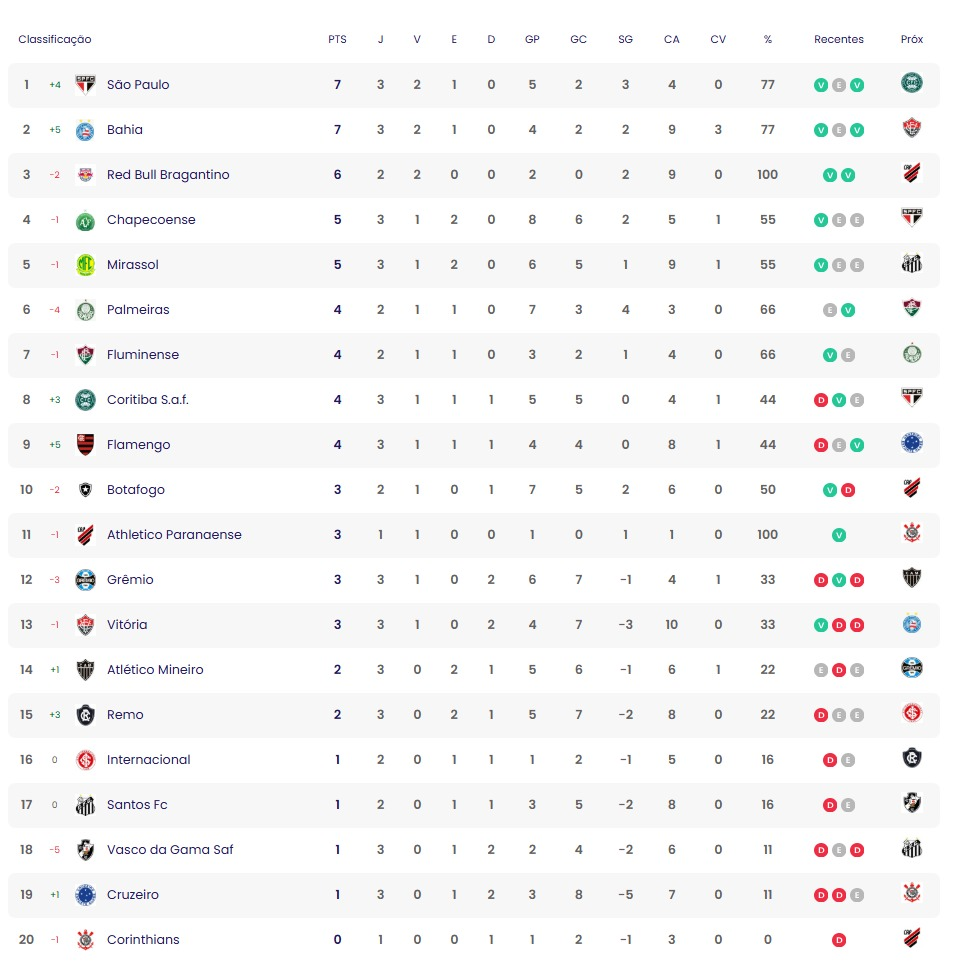 Classificação PTS J V E D GP GC SG CA CV % Recentes Próx
1 +4 São Paulo 7 3 2 1 0 5 2 3 4 0 77 V E V
2 +5 Bahia 7 3 2 1 0 4 2 2 9 3 77 V E V
3 -2 Red Bull Bragantino 6 2 2 0 0 2 0 2 9 0 100 V V
4 -1 Chapecoense 5 3 1 2 0 8 6 2 5 1 55 V E E
5 -1 Mirassol 5 3 1 2 0 6 5 1 9 1 55 V E E
6 -4 Palmeiras 4 2 1 1 0 7 3 4 3 0 66 E V
7 -1 Fluminense 4 2 1 1 0 3 2 1 4 0 66 V E
8 +3 Coritiba S.a.f. 4 3 1 1 1 5 5 0 4 1 44 D V E
9 +5 Flamengo 4 3 1 1 1 4 4 0 8 1 44 D E V
10 -2 Botafogo 3 2 1 0 1 7 5 2 6 0 50 V D
11 -1 Athletico Paranaense 3 1 1 0 0 1 0 1 1 0 100 V
12 -3 Grêmio 3 3 1 0 2 6 7 -1 4 1 33 D V D
13 -1 Vitória 3 3 1 0 2 4 7 -3 10 0 33 V D D
14 +1 Atlético Mineiro 2 3 0 2 1 5 6 -1 6 1 22 E D E
15 +3 Remo 2 3 0 2 1 5 7 -2 8 0 22 D E E
16 0 Internacional 1 2 0 1 1 1 2 -1 5 0 16 D E
17 0 Santos Fc 1 2 0 1 1 3 5 -2 8 0 16 D E
18 -5 Vasco da Gama Saf 1 3 0 1 2 2 4 -2 6 0 11 D E D
19 +1 Cruzeiro 1 3 0 1 2 3 8 -5 7 0 11 D D E
20 -1 Corinthians 0 1 0 0 1 1 2 -1 3 0 0 D